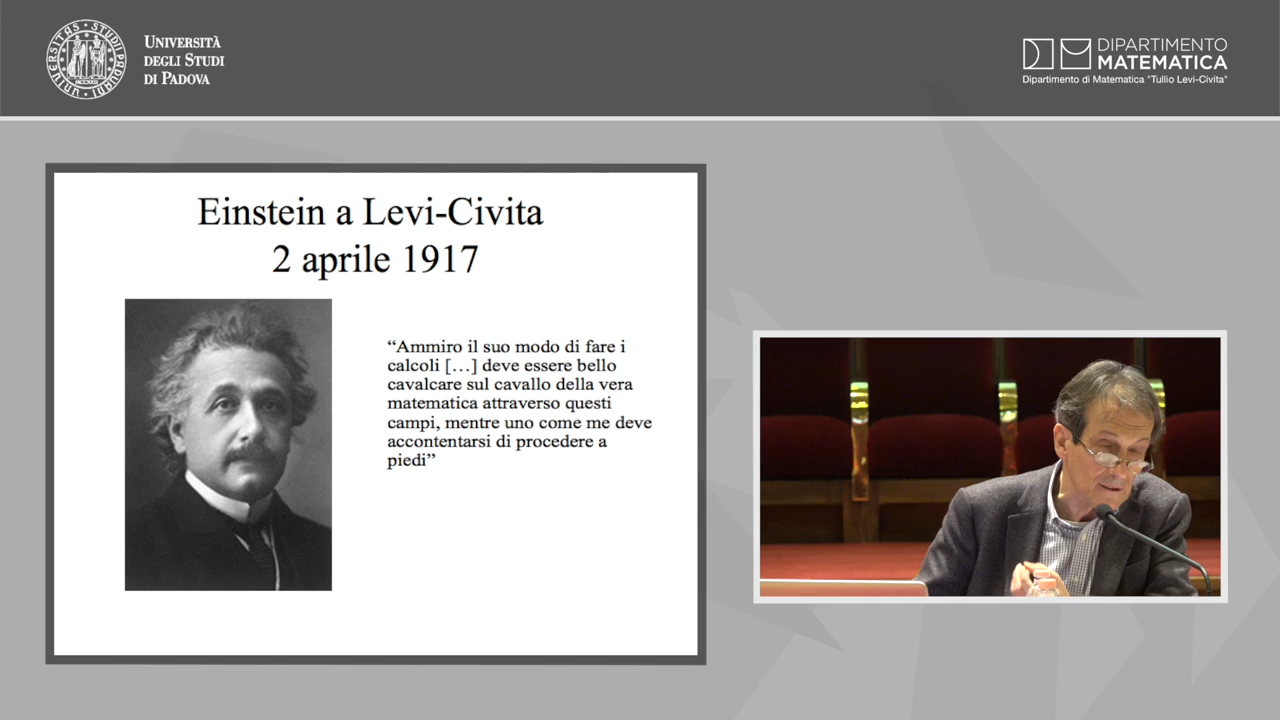 UNIVERSITÀ
DEGLI STUDI
DI PADOVA
DIPARTIMENTO
MATEMATICA
Dipartimento di Matematica "Tullio Levi-Civita"
Einstein a Levi-Civita
2 aprile 1917
“Ammiro il suo modo di fare i
calcoli […] deve essere bello
cavalcare sul cavallo della vera
matematica attraverso questi
campi, mentre uno come me deve
accontentarsi di procedere a
piedi”